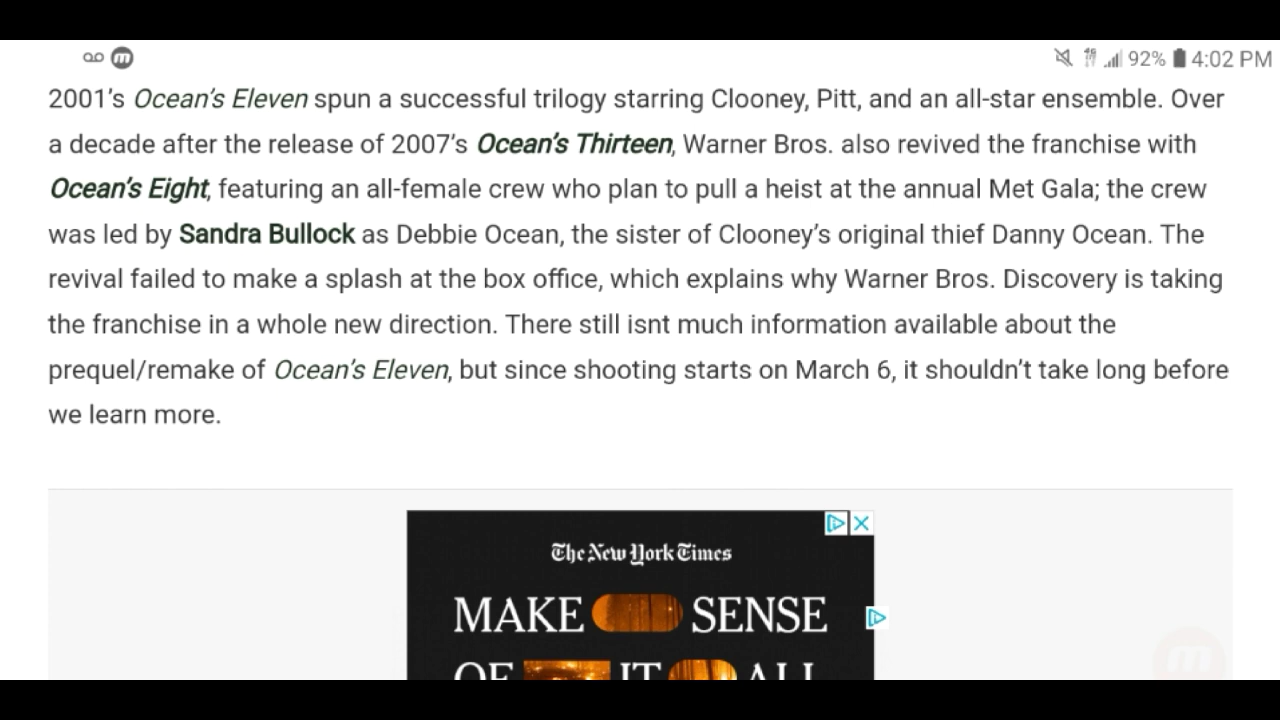 92% 4:02 PM
2001’s Ocean’s Eleven spun a successful trilogy starring Clooney, Pitt, and an all-star ensemble. Over
a decade after the release of 2007’s Ocean’s Thirteen, Warner Bros. also revived the franchise with
Ocean’s Eight, featuring an all-female crew who plan to pull a heist at the annual Met Gala; the crew
was led by Sandra Bullock as Debbie Ocean, the sister of Clooney’s original thief Danny Ocean. The
revival failed to make a splash at the box office, which explains why Warner Bros. Discovery is taking
the franchise in a whole new direction. There still isnt much information available about the
prequel/remake of Ocean’s Eleven, but since shooting starts on March 6, it shouldn’t take long before
we learn more.
The New York Times
MAKE SENSE
OF IT ALL